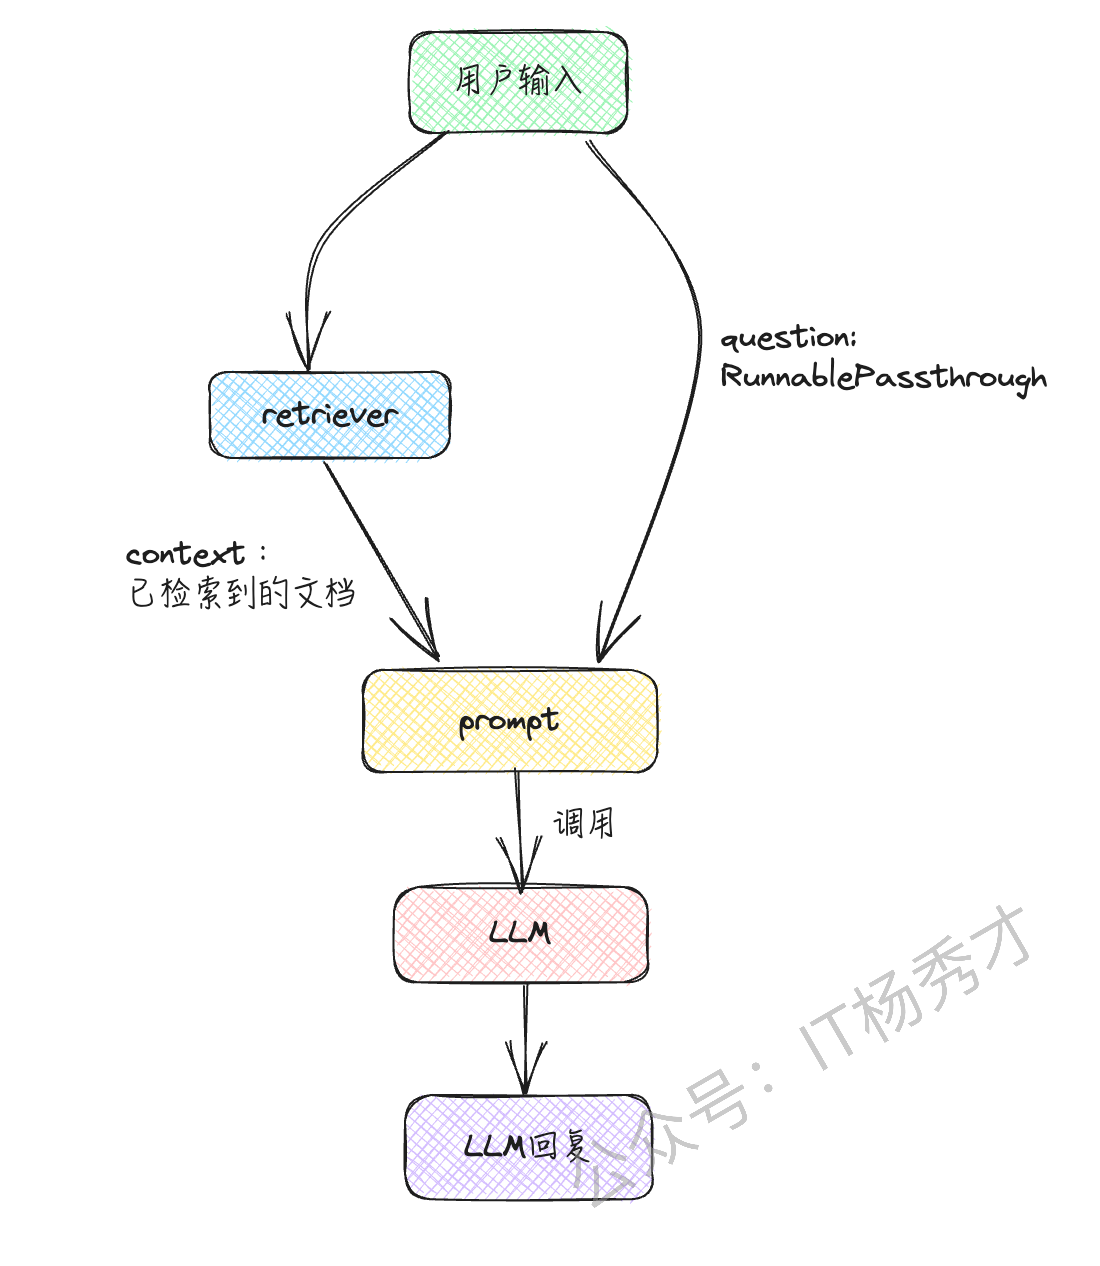 用户输入
question:
RunnablePassthrough
retriever
context：
已检索到的文档
prompt
调用
LLM
LLM回复
公众号：IT杨秀才